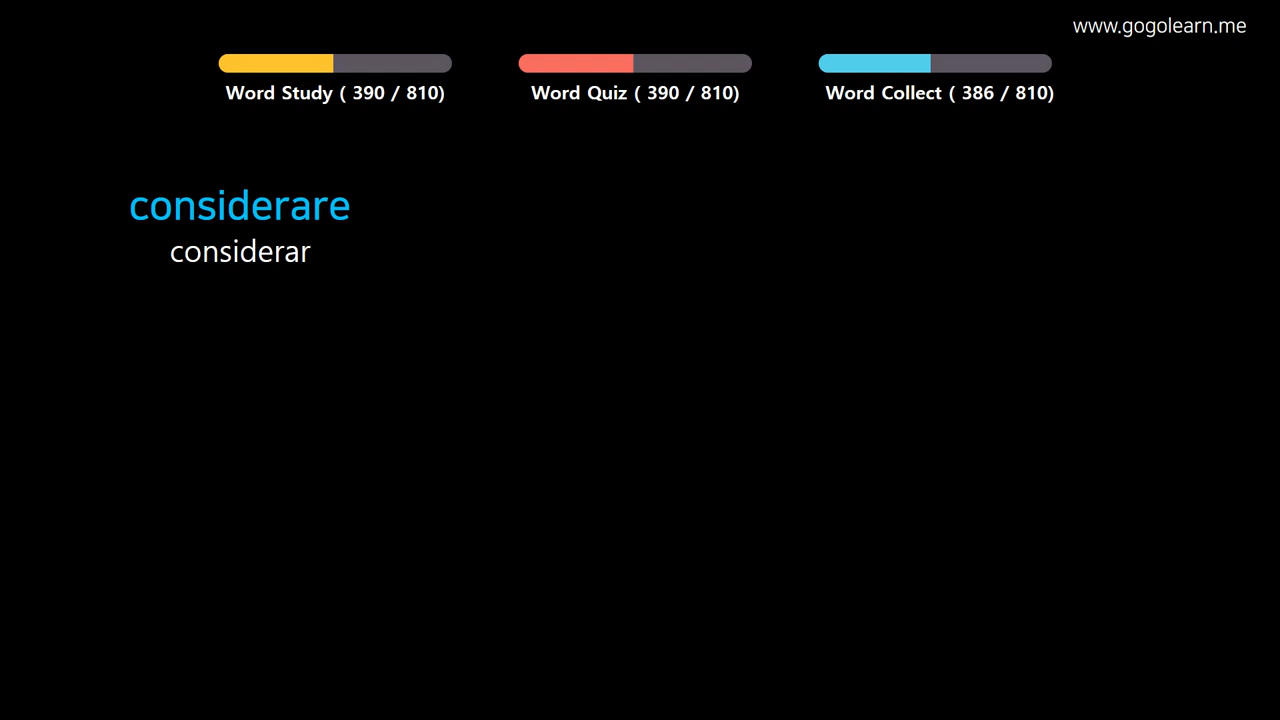 www.gogolearn.me
Word Study ( 390 / 810)
Word Quiz ( 390 / 810)
Word Collect ( 386 / 810)
considerare
considerar